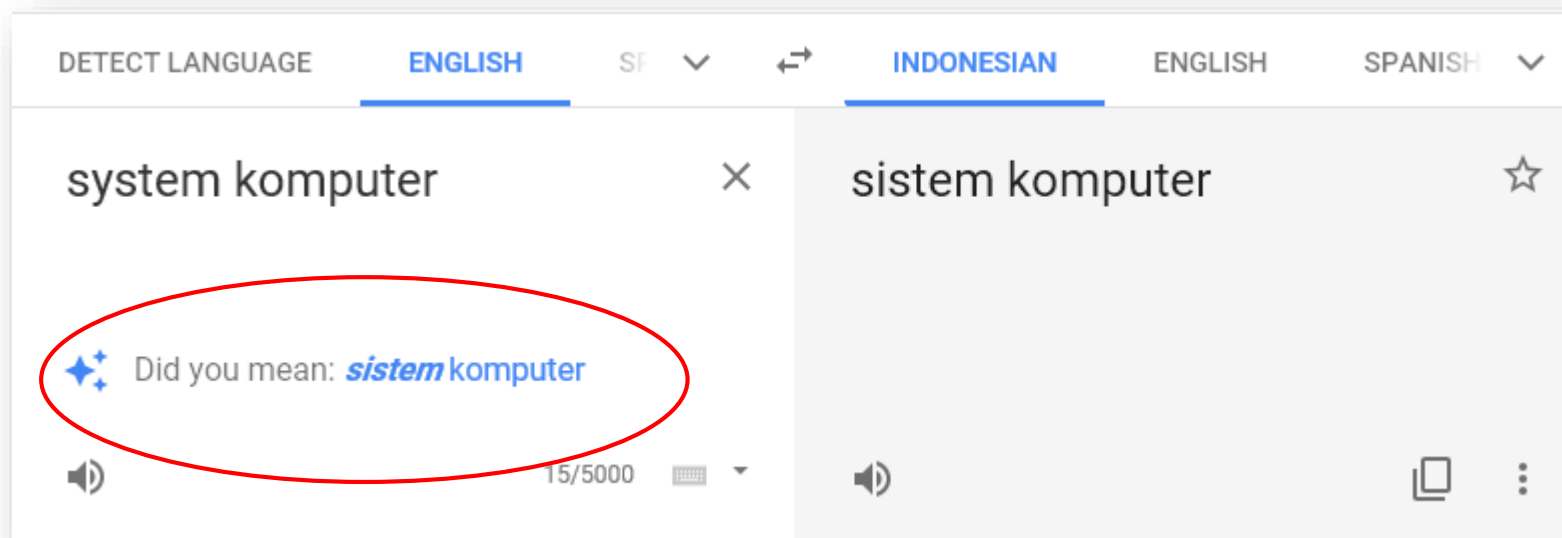 DETECT LANGUAGE ENGLISH INDONESIAN ENGLISH SPANISH
system komputer
sistem komputer
Did you mean: sistem komputer
15/5000